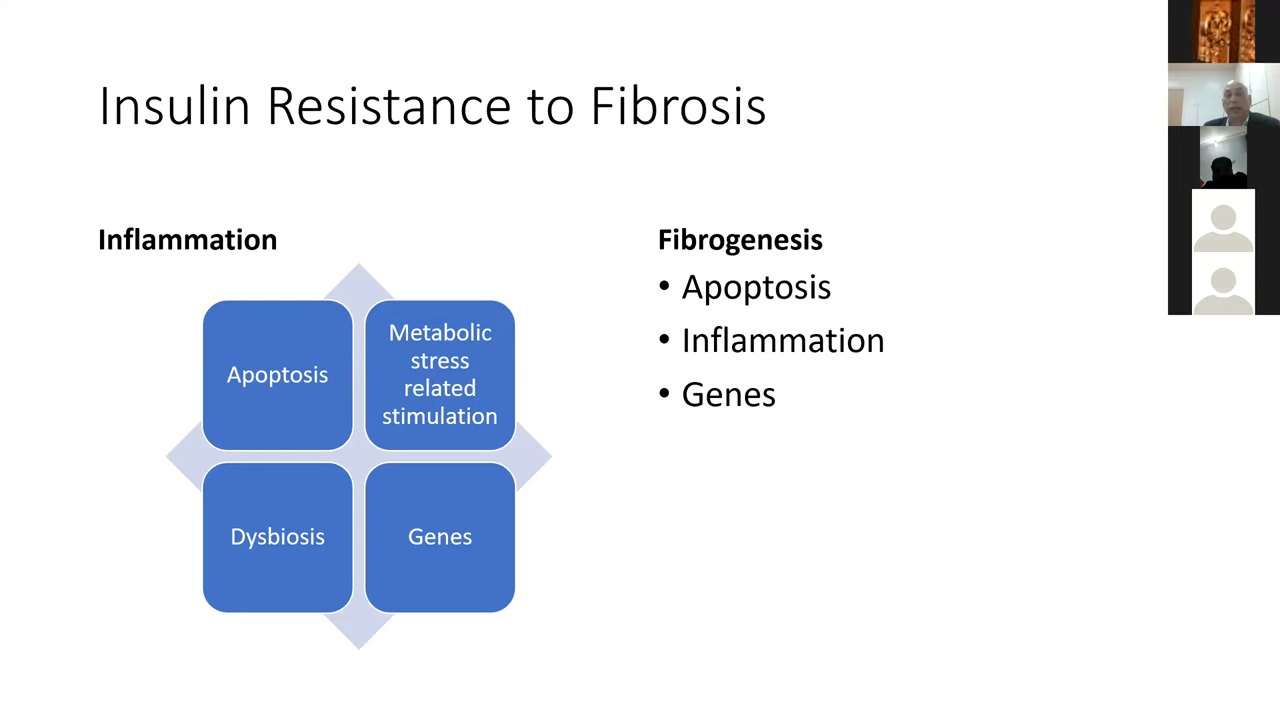 Insulin Resistance to Fibrosis
Inflammation
Apoptosis
Metabolic
stress
related
stimulation
Dysbiosis
Genes
Fibrogenesis
• Apoptosis
• Inflammation
• Genes